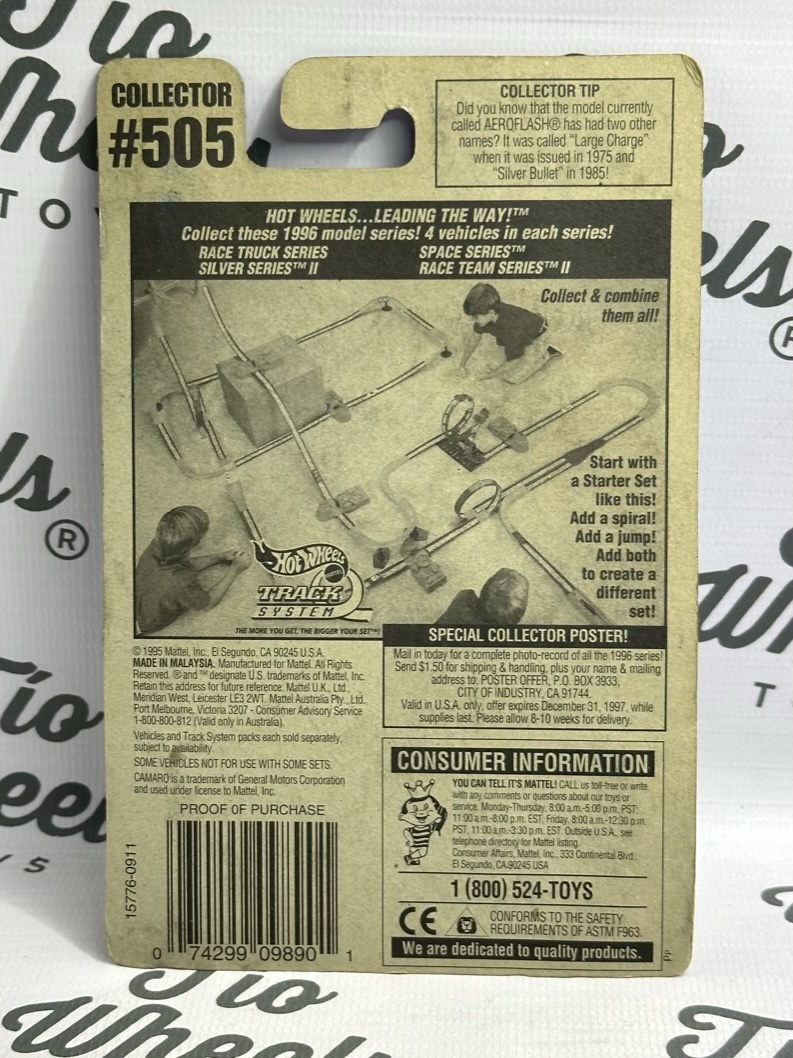 COLLECTOR
#505
COLLECTOR TIP
Did you know that the model currently
called AEROFLASH® has had two other
names? It was called "Large Charge"
when it was issued in 1975 and
"Silver Bullet" in 1985!
HOT WHEELS...LEADING THE WAY!™
Collect these 1996 model series! 4 vehicles in each series!
RACE TRUCK SERIES SPACE SERIES™
SILVER SERIES™ II RACE TEAM SERIES™ II
Collect & combine
them all!
Start with
a Starter Set
like this!
Add a spiral!
Add a jump!
Add both
to create a
different
set!
Hot Wheels
TRACK
SYSTEM
THE MORE YOU GET, THE BIGGER YOUR SET™!
© 1995 Mattel, Inc., El Segundo, CA 90245 U.S.A.
MADE IN MALAYSIA. Manufactured for Mattel. All Rights
Reserved. ® and ™ designate U.S. trademarks of Mattel, Inc.
Retain this address for future reference: Mattel U.K., Ltd.,
Meridian West, Leicester LE3 2WT. Mattel Australia Pty., Ltd.
Port Melbourne, Victoria 3207 - Consumer Advisory Service
1-800-800-812 (Valid only in Australia).
Vehicles and Track System packs each sold separately,
subject to availability.
SOME VEHICLES NOT FOR USE WITH SOME SETS.
CAMARO is a trademark of General Motors Corporation
and used under license to Mattel, Inc.
PROOF OF PURCHASE
15776-0911
0 74299 09890 1
SPECIAL COLLECTOR POSTER!
Mail in today for a complete photo-record of all the 1996 series!
Send $1.50 for shipping & handling, plus your name & mailing
address to: POSTER OFFER, P.O. BOX 3933,
CITY OF INDUSTRY, CA 91744.
Valid in U.S.A. only, offer expires December 31, 1997, while
supplies last. Please allow 8-10 weeks for delivery.
CONSUMER INFORMATION
YOU CAN TELL IT'S MATTEL! CALL us toll-free or write
with any comments or questions about our toys or
service. Monday-Thursday, 8:00 a.m.-5:00 p.m. PST;
11:00 a.m.-8:00 p.m. EST; Friday, 8:00 a.m.-12:30 p.m.
PST, 11:00 a.m.-3:30 p.m. EST. Outside U.S.A., see
telephone directory for Mattel listing.
Consumer Affairs, Mattel, Inc., 333 Continental Blvd.,
El Segundo, CA 90245 USA
1 (800) 524-TOYS
CE CONFORMS TO THE SAFETY
REQUIREMENTS OF ASTM F963.
We are dedicated to quality products.
PP
Tio
Wheels